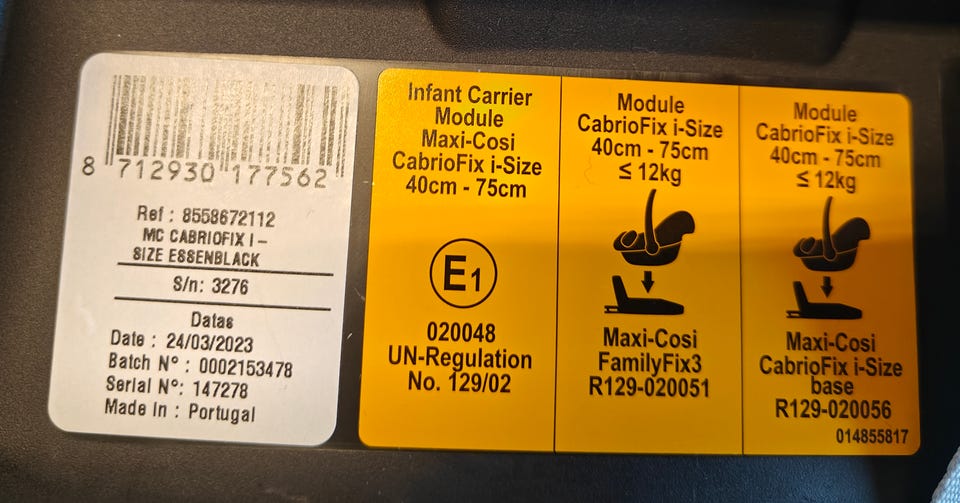 8 712930 177562
Ref : 8558672112
MC CABRIOFIX I-
SIZE ESSENBLACK
S/n: 3276
Datas
Date : 24/03/2023
Batch N° : 0002153478
Serial N°: 147278
Made In : Portugal
Infant Carrier
Module
Maxi-Cosi
CabrioFix i-Size
40cm - 75cm
E1
020048
UN-Regulation
No. 129/02
Module
CabrioFix i-Size
40cm - 75cm
≤ 12kg
Maxi-Cosi
FamilyFix3
R129-020051
Module
CabrioFix i-Size
40cm - 75cm
≤ 12kg
Maxi-Cosi
CabrioFix i-Size
base
R129-020056
014855817